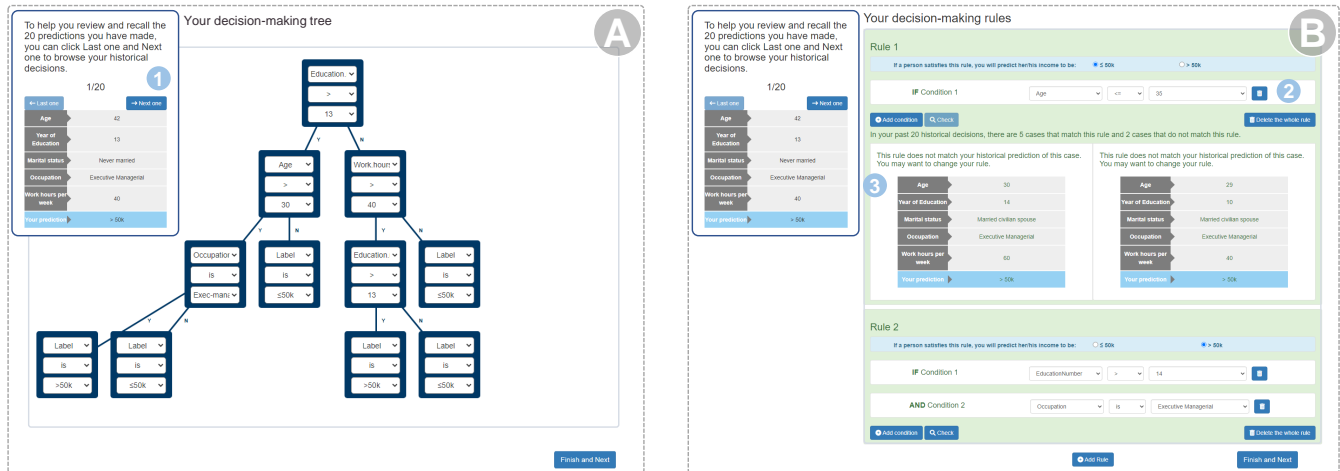 To help you review and recall the
20 predictions you have made,
you can click Last one and Next
one to browse your historical
decisions.
1
1/20
← Last one
→ Next one
Age 42
Year of
Education
13
Marital status Never married
Occupation Executive Managerial
Work hours per
week
40
Your prediction > 50k
Your decision-making tree
A
Education.
>
13
Y N
Age
>
30
Work hours
>
40
Y N Y N
Occupation
is
Exec-mana
Label
is
≤50k
Education.
>
13
Label
is
≤50k
Y N Y N
Label
is
>50k
Label
is
≤50k
Label
is
>50k
Label
is
≤50k
Finish and Next
To help you review and recall the
20 predictions you have made,
you can click Last one and Next
one to browse your historical
decisions.
1/20
← Last one
→ Next one
Age 42
Year of
Education
13
Marital status Never married
Occupation Executive Managerial
Work hours per
week
40
Your prediction > 50k
Your decision-making rules
B
Rule 1
If a person satisfies this rule, you will predict her/his income to be: ≤ 50k > 50k
IF Condition 1 Age <= 35
2
Add condition Check Delete the whole rule
In your past 20 historical decisions, there are 5 cases that match this rule and 2 cases that do not match this rule.
This rule does not match your historical prediction of this case.
You may want to change your rule.
3
Age 30
Year of Education 14
Marital status Married civilian spouse
Occupation Executive Managerial
Work hours per
week
60
Your prediction > 50k
This rule does not match your historical prediction of this case.
You may want to change your rule.
Age 29
Year of Education 10
Marital status Married civilian spouse
Occupation Executive Managerial
Work hours per
week
40
Your prediction > 50k
Rule 2
If a person satisfies this rule, you will predict her/his income to be: ≤ 50k > 50k
IF Condition 1 EducationNumber > 14
AND Condition 2 Occupation is Executive Managerial
Add condition Check Delete the whole rule
Add Rule
Finish and Next